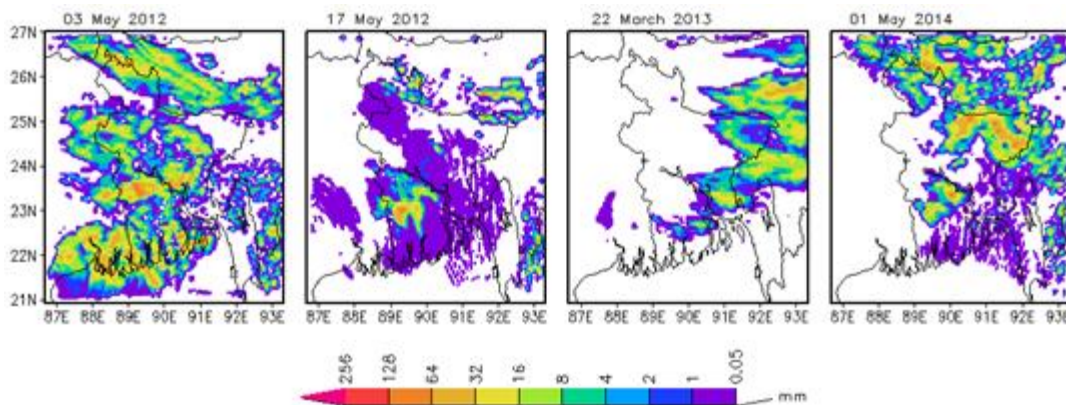 03 May 2012 17 May 2012 22 March 2013 01 May 2014
27N
26N
25N
24N
23N
22N
21N
87E 88E 89E 90E 91E 92E 93E 87E 88E 89E 90E 91E 92E 93E 87E 88E 89E 90E 91E 92E 93E 87E 88E 89E 90E 91E 92E 93E
256 128 64 32 16 8 4 2 1 0.05
mm